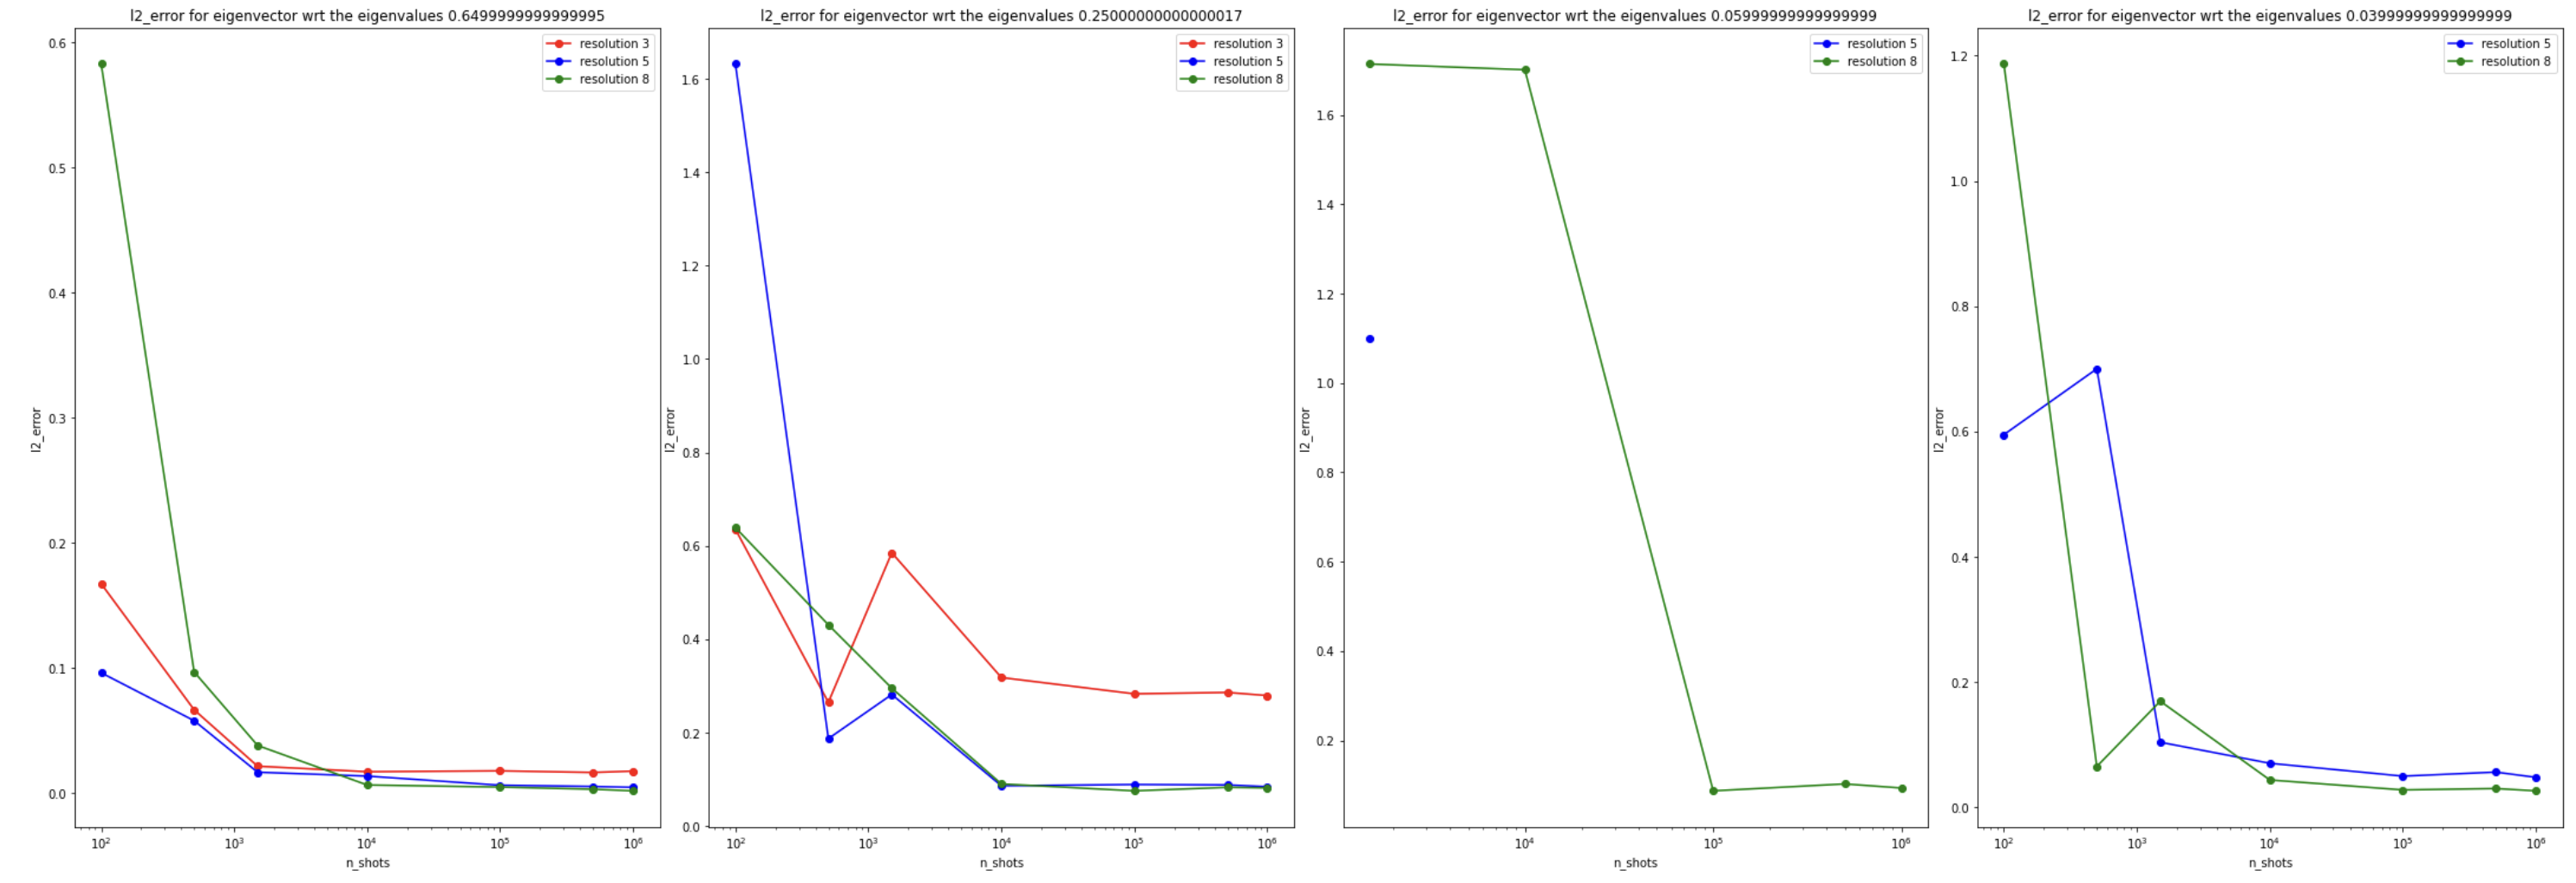 l2_error for eigenvector wrt the eigenvalues 0.6499999999999995
resolution 3
resolution 5
resolution 8
0.6
0.5
0.4
0.3
0.2
0.1
0.0
l2_error
10²
10³
10⁴
10⁵
10⁶
n_shots
l2_error for eigenvector wrt the eigenvalues 0.25000000000000017
resolution 3
resolution 5
resolution 8
1.6
1.4
1.2
1.0
0.8
0.6
0.4
0.2
0.0
l2_error
10²
10³
10⁴
10⁵
10⁶
n_shots
l2_error for eigenvector wrt the eigenvalues 0.05999999999999999
resolution 5
resolution 8
1.6
1.4
1.2
1.0
0.8
0.6
0.4
0.2
l2_error
10⁴
10⁵
10⁶
n_shots
l2_error for eigenvector wrt the eigenvalues 0.03999999999999999
resolution 5
resolution 8
1.2
1.0
0.8
0.6
0.4
0.2
0.0
l2_error
10²
10³
10⁴
10⁵
10⁶
n_shots